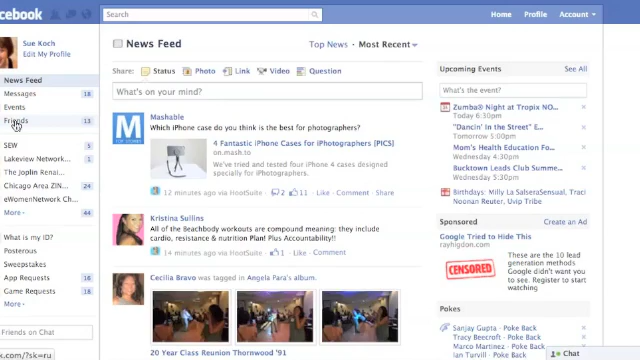 acebook
Search
Home Profile Account
Sue Koch
Edit My Profile
News Feed
Messages 18
Events
Friends 13
SEW 5
Lakeview Network...
The Joplin Renai...
Chicago Area ZIN... 24
eWomenNetwork Ch...
More 44
What is my ID?
Posterous
Sweepstakes
App Requests 18
Game Requests 16
More
Friends on Chat
k.com/?sk=ru
News Feed
Top News · Most Recent
Share: Status Photo Link Video Question
What's on your mind?
M
Mashable
Which iPhone case do you think is the best for photographers?
4 Fantastic iPhone Cases for iPhotographers [PICS]
on.mash.to
We've tried and tested four iPhone 4 cases designed
specially for iPhotographers.
12 minutes ago via HootSuite · 2 11 · Like · Comment · Share
Kristina Sullins
All of the Beachbody workouts are compound meaning: they include
cardio, resistance & nutrition Plan! Plus Accountability!!
14 minutes ago · 1 · Like · Comment
Cecilia Bravo was tagged in Angela Para's album.
20 Year Class Reunion Thornwood '91
Upcoming Events See All
What's the event?
Zumba® Night at Tropix NO...
Today 6:30pm
"Dancin' in the Street" E...
Today 7:00pm
Mom's Health Education Fo...
Wednesday 5:00pm
Bucktown Leads Club Summe...
Wednesday 5:30pm
Birthdays: Milly La SalseraSensual, Traci
Noonan Reuter, Uvip Tribe
Sponsored Create an Ad
Google Tried to Hide This
rayhigdon.com
CENSORED
These are the 10 lead
generation methods
Google didn't want you
to see. Register to start
watching
Pokes
Sanjay Gupta - Poke Back
Tracy Beecroft - Poke Back
Marco Martinez - Poke Back
Ian Turvill - Poke Back
Chat